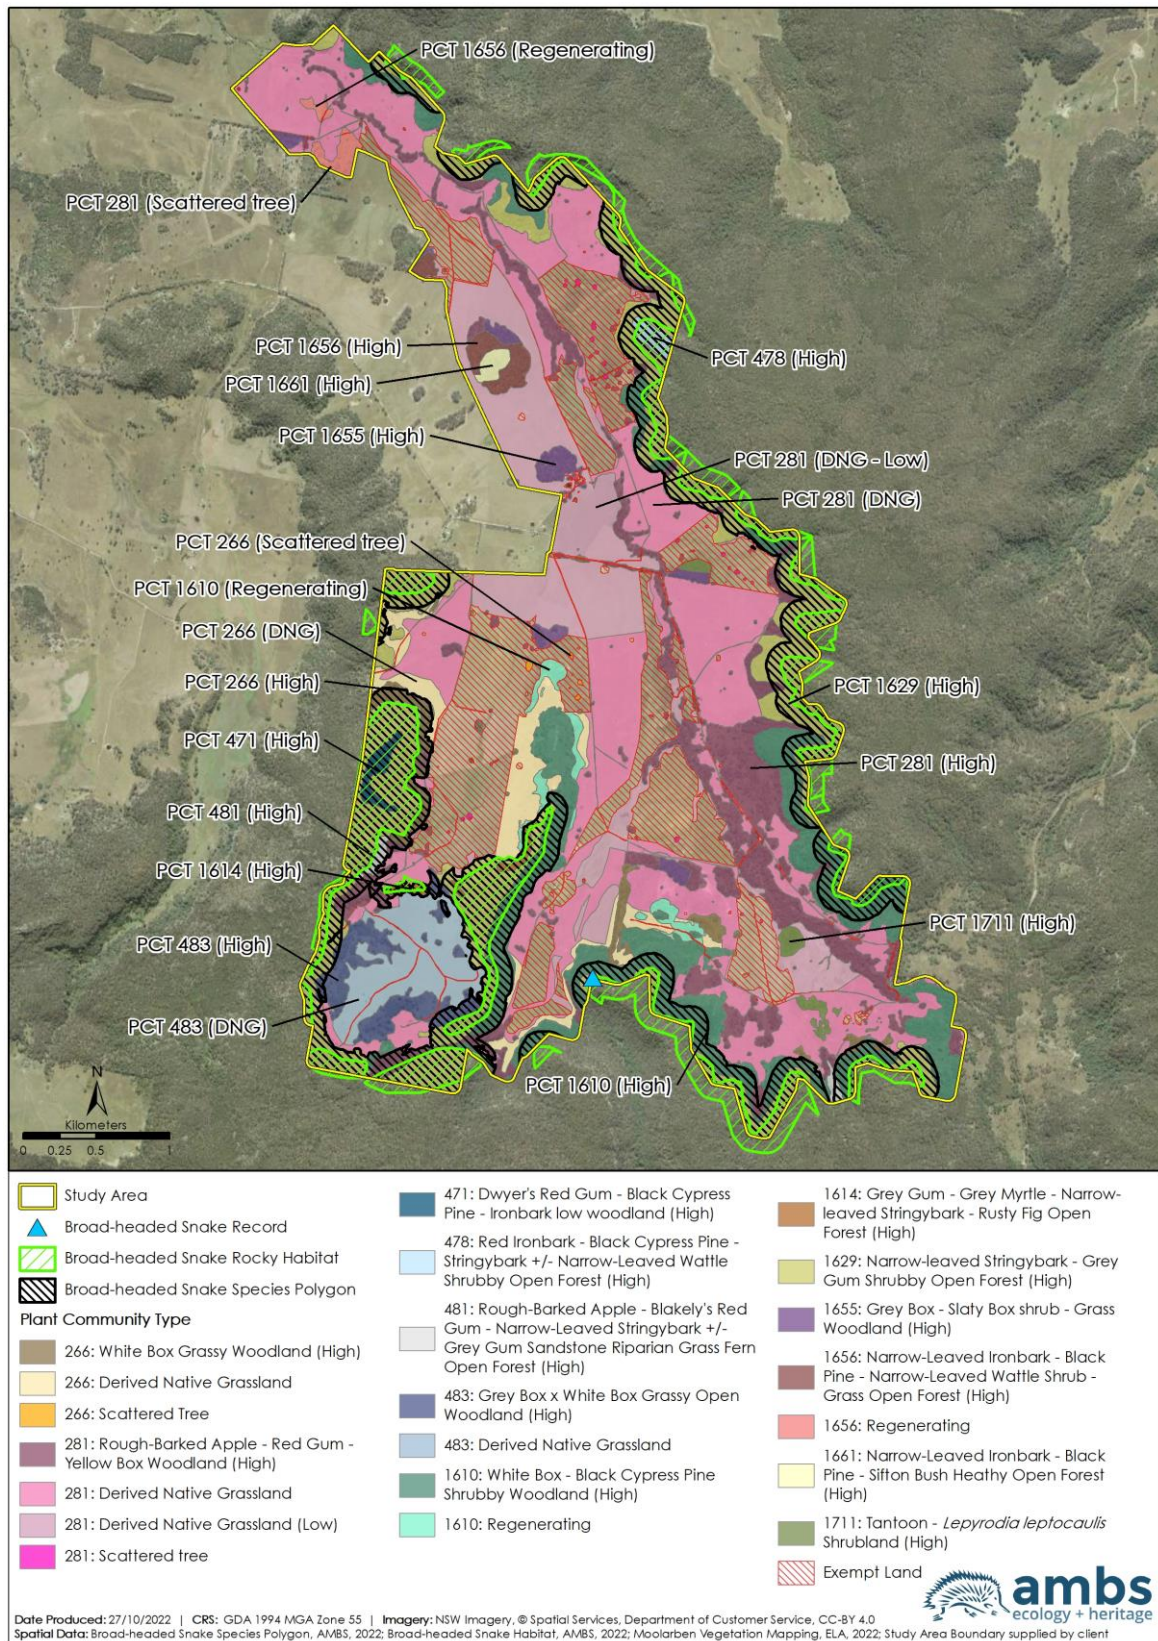 PCT 1656 (Regenerating)
PCT 281 (Scattered tree)
PCT 1656 (High)
PCT 478 (High)
PCT 1661 (High)
PCT 1655 (High)
PCT 281 (DNG - Low)
PCT 281 (DNG)
PCT 266 (Scattered tree)
PCT 1610 (Regenerating)
PCT 266 (DNG)
PCT 266 (High)
PCT 1629 (High)
PCT 471 (High)
PCT 281 (High)
PCT 481 (High)
PCT 1614 (High)
PCT 1711 (High)
PCT 483 (High)
PCT 483 (DNG)
PCT 1610 (High)
N
Kilometers
0 0.25 0.5 1
Study Area
Broad-headed Snake Record
Broad-headed Snake Rocky Habitat
Broad-headed Snake Species Polygon
Plant Community Type
266: White Box Grassy Woodland (High)
266: Derived Native Grassland
266: Scattered Tree
281: Rough-Barked Apple - Red Gum -
Yellow Box Woodland (High)
281: Derived Native Grassland
281: Derived Native Grassland (Low)
281: Scattered tree
471: Dwyer's Red Gum - Black Cypress
Pine - Ironbark low woodland (High)
478: Red Ironbark - Black Cypress Pine -
Stringybark +/- Narrow-Leaved Wattle
Shrubby Open Forest (High)
481: Rough-Barked Apple - Blakely's Red
Gum - Narrow-Leaved Stringybark +/-
Grey Gum Sandstone Riparian Grass Fern
Open Forest (High)
483: Grey Box x White Box Grassy Open
Woodland (High)
483: Derived Native Grassland
1610: White Box - Black Cypress Pine
Shrubby Woodland (High)
1610: Regenerating
1614: Grey Gum - Grey Myrtle - Narrow-
leaved Stringybark - Rusty Fig Open
Forest (High)
1629: Narrow-leaved Stringybark - Grey
Gum Shrubby Open Forest (High)
1655: Grey Box - Slaty Box shrub - Grass
Woodland (High)
1656: Narrow-Leaved Ironbark - Black
Pine - Narrow-Leaved Wattle Shrub -
Grass Open Forest (High)
1656: Regenerating
1661: Narrow-Leaved Ironbark - Black
Pine - Sifton Bush Heathy Open Forest
(High)
1711: Tantoon - Lepyrodia leptocaulis
Shrubland (High)
Exempt Land
ambs
ecology + heritage
Date Produced: 27/10/2022 | CRS: GDA 1994 MGA Zone 55 | Imagery: NSW Imagery, © Spatial Services, Department of Customer Service, CC-BY 4.0
Spatial Data: Broad-headed Snake Species Polygon, AMBS, 2022; Broad-headed Snake Habitat, AMBS, 2022; Moolarben Vegetation Mapping, ELA, 2022; Study Area Boundary supplied by client